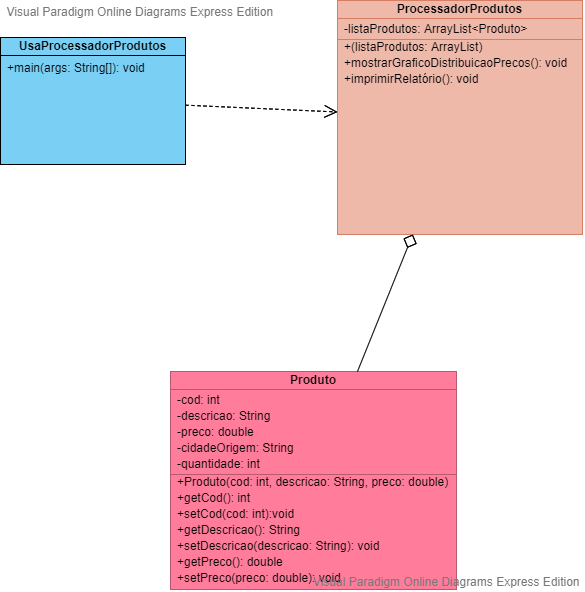 Visual Paradigm Online Diagrams Express Edition
UsaProcessadorProdutos
+main(args: String[]): void
ProcessadorProdutos
-listaProdutos: ArrayList<Produto>
+(listaProdutos: ArrayList)
+mostrarGraficoDistribuicaoPrecos(): void
+imprimirRelatório(): void
Produto
-cod: int
-descricao: String
-preco: double
-cidadeOrigem: String
-quantidade: int
+Produto(cod: int, descricao: String, preco: double)
+getCod(): int
+setCod(cod: int):void
+getDescricao(): String
+setDescricao(descricao: String): void
+getPreco(): double
+setPreco(preco: double): void
Visual Paradigm Online Diagrams Express Edition